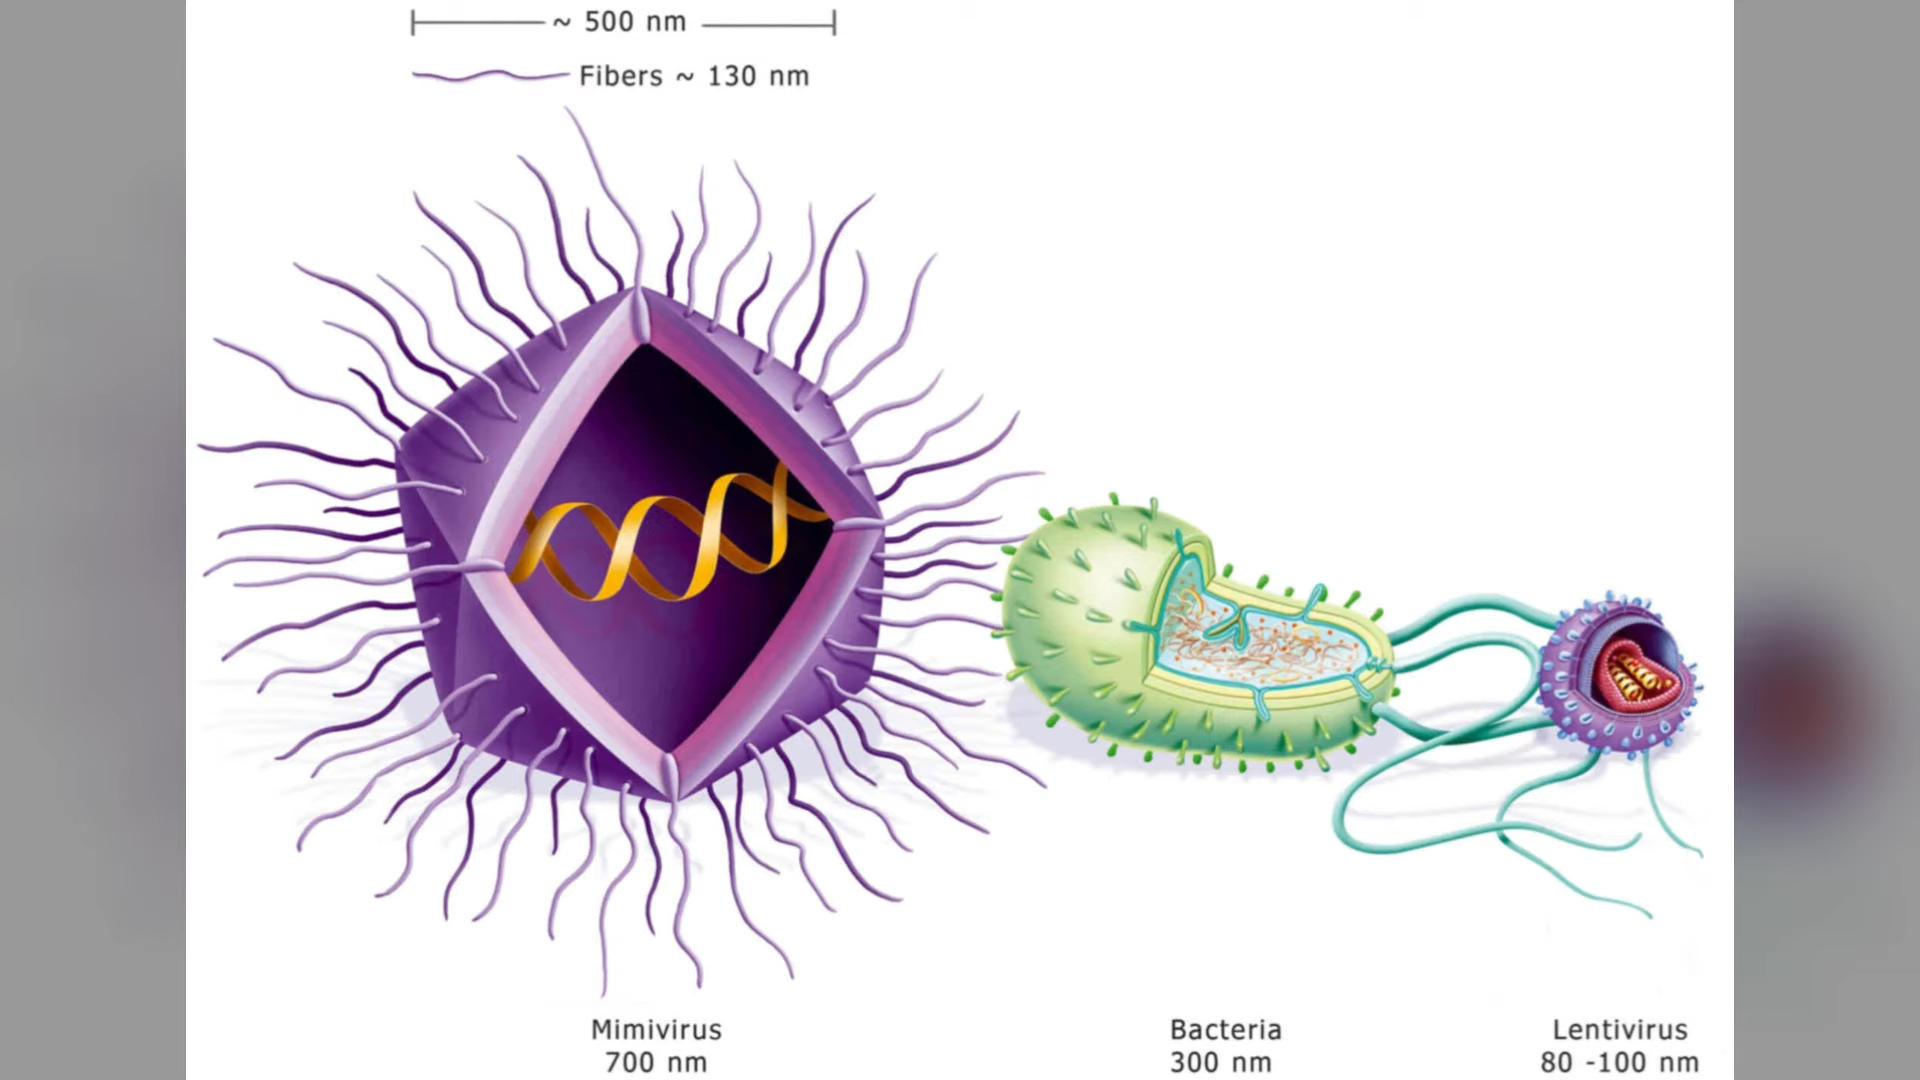 ~ 500 nm
Fibers ~ 130 nm
Mimivirus
700 nm
Bacteria
300 nm
Lentivirus
80 -100 nm